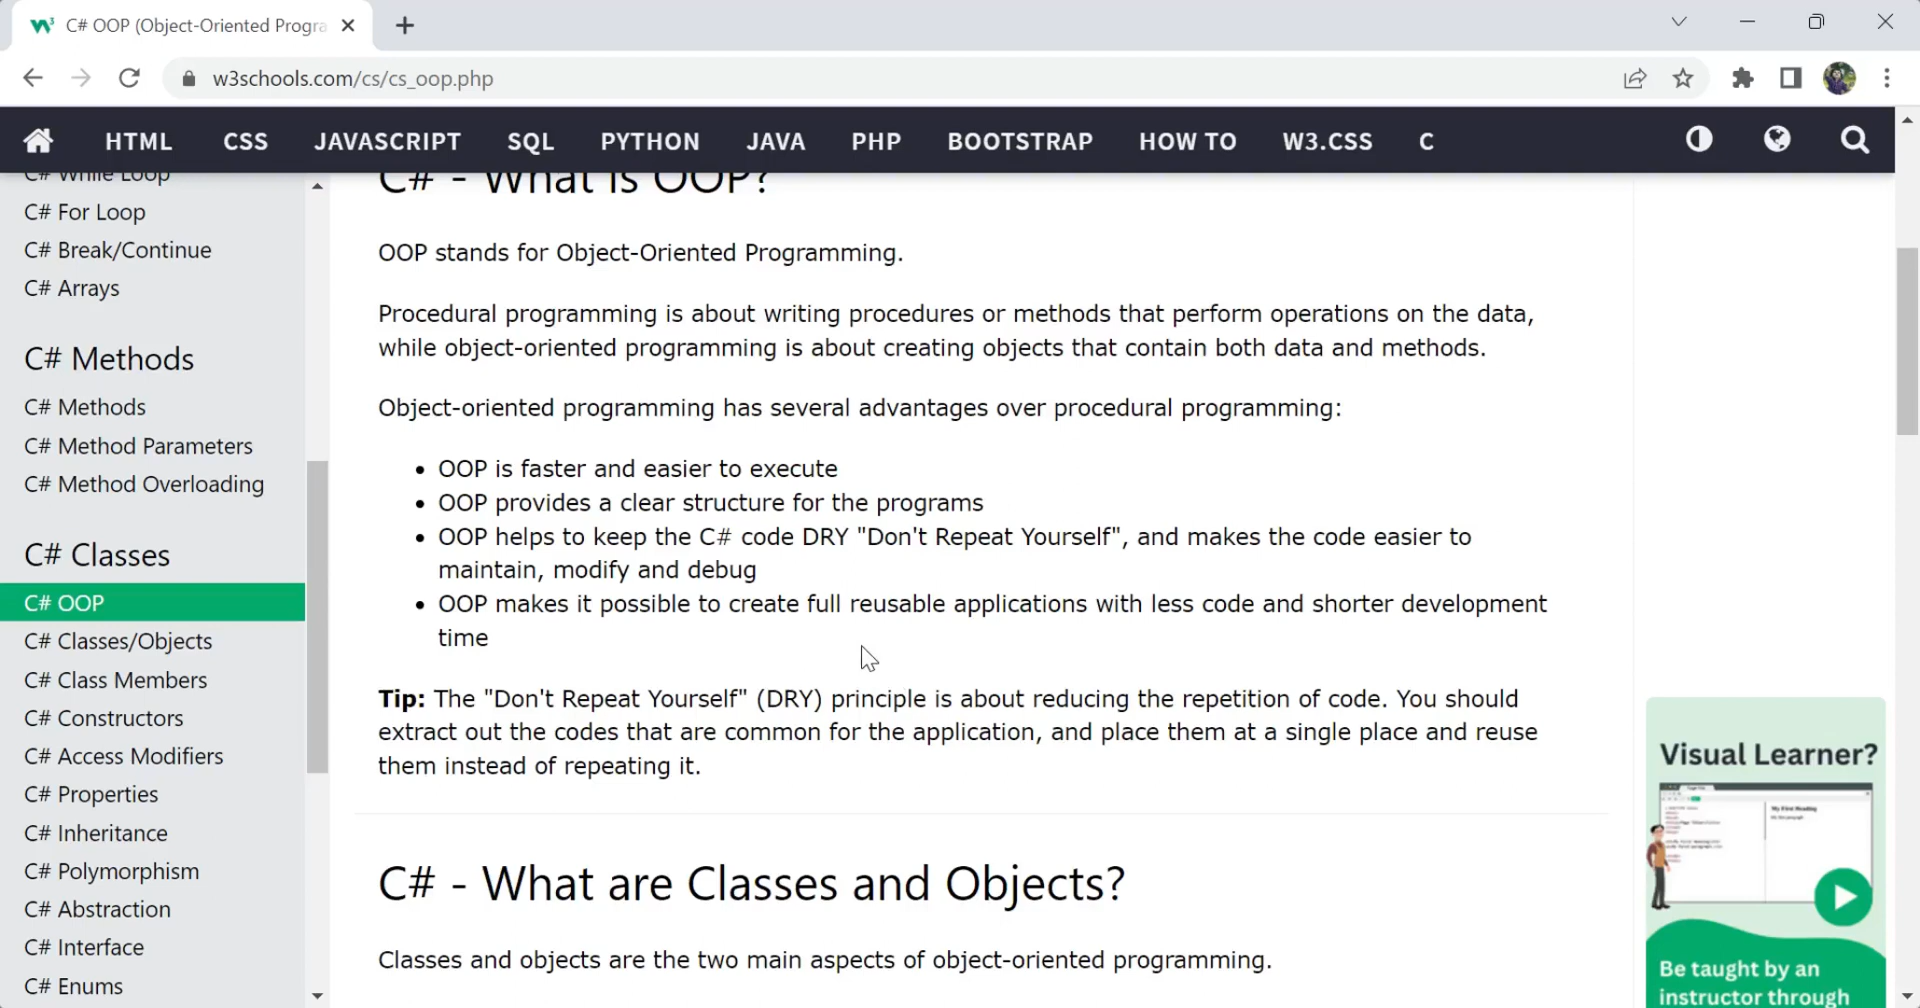 C# OOP (Object-Oriented Progra
w3schools.com/cs/cs_oop.php
HTML CSS JAVASCRIPT SQL PYTHON JAVA PHP BOOTSTRAP HOW TO W3.CSS C
C# While Loop
C# For Loop
C# Break/Continue
C# Arrays
C# Methods
C# Methods
C# Method Parameters
C# Method Overloading
C# Classes
C# OOP
C# Classes/Objects
C# Class Members
C# Constructors
C# Access Modifiers
C# Properties
C# Inheritance
C# Polymorphism
C# Abstraction
C# Interface
C# Enums
C# - What is OOP?
OOP stands for Object-Oriented Programming.
Procedural programming is about writing procedures or methods that perform operations on the data,
while object-oriented programming is about creating objects that contain both data and methods.
Object-oriented programming has several advantages over procedural programming:
• OOP is faster and easier to execute
• OOP provides a clear structure for the programs
• OOP helps to keep the C# code DRY "Don't Repeat Yourself", and makes the code easier to
maintain, modify and debug
• OOP makes it possible to create full reusable applications with less code and shorter development
time
Tip: The "Don't Repeat Yourself" (DRY) principle is about reducing the repetition of code. You should
extract out the codes that are common for the application, and place them at a single place and reuse
them instead of repeating it.
C# - What are Classes and Objects?
Classes and objects are the two main aspects of object-oriented programming.
Visual Learner?
My First Heading
Be taught by an
instructor through